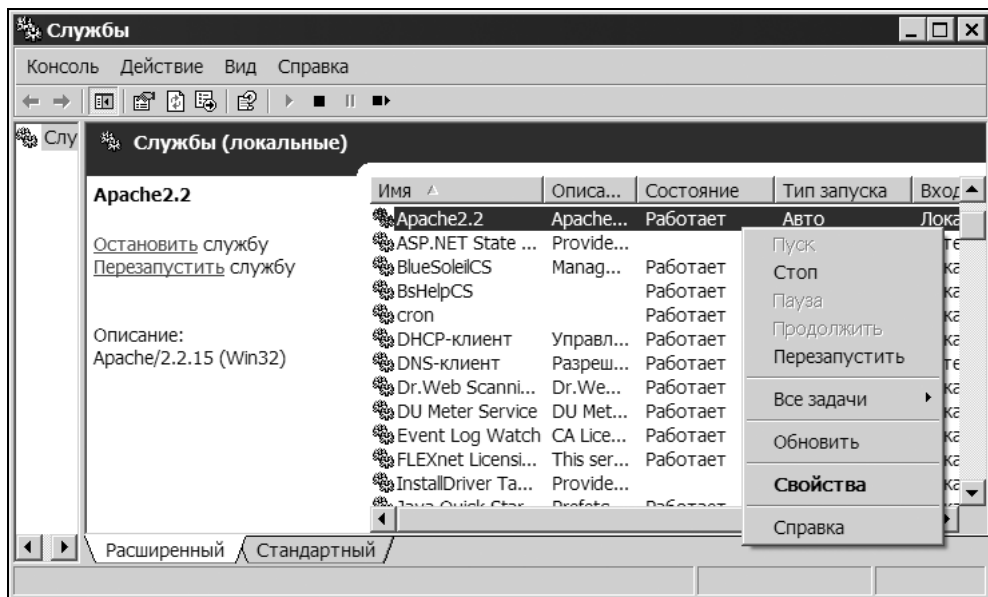 Службы
Консоль Действие Вид Справка
Слу
Службы (локальные)
Apache2.2
Остановить службу
Перезапустить службу
Описание:
Apache/2.2.15 (Win32)
Имя Описа... Состояние Тип запуска Вход
Apache2.2 Apache... Работает Авто Лока
ASP.NET State ... Provide...
BlueSoleilCS Manag... Работает
BsHelpCS Работает
cron Работает
DHCP-клиент Управл... Работает
DNS-клиент Разреш... Работает
Dr.Web Scanni... Dr.We... Работает
DU Meter Service DU Met... Работает
Event Log Watch CA Lice... Работает
FLEXnet Licensi... This ser... Работает
InstallDriver Ta... Provide...
Пуск
Стоп
Пауза
Продолжить
Перезапустить
Все задачи
Обновить
Свойства
Справка
Расширенный Стандартный